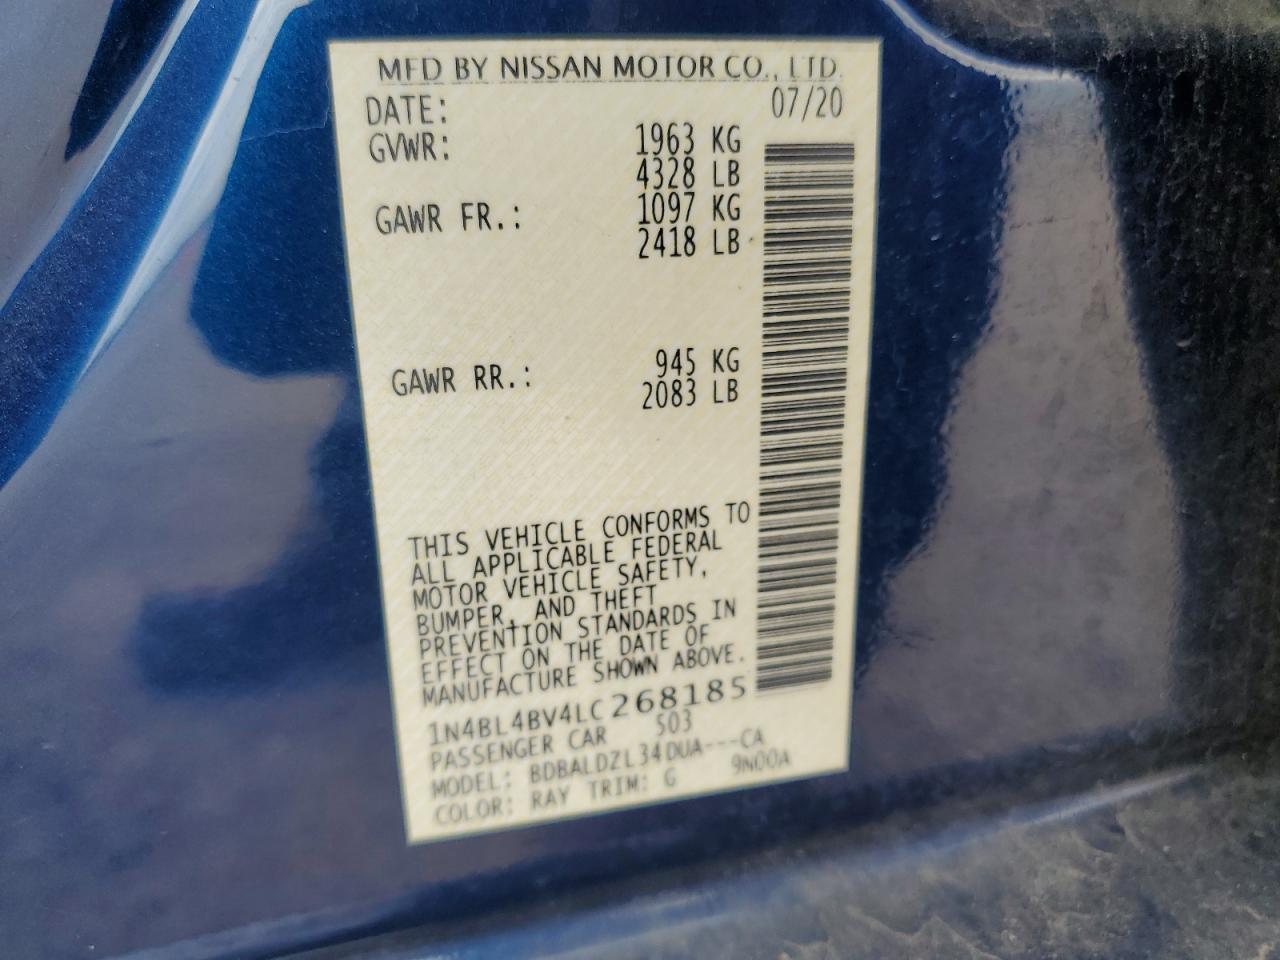 MFD BY NISSAN MOTOR CO., LTD.
DATE: 07/20
GVWR: 1963 KG
4328 LB
GAWR FR.: 1097 KG
2418 LB
GAWR RR.: 945 KG
2083 LB
THIS VEHICLE CONFORMS TO
ALL APPLICABLE FEDERAL
MOTOR VEHICLE SAFETY,
BUMPER, AND THEFT
PREVENTION STANDARDS IN
EFFECT ON THE DATE OF
MANUFACTURE SHOWN ABOVE.
1N4BL4BV4LC268185
PASSENGER CAR 503
MODEL: BDBALDZL34DUA---CA
COLOR: RAY TRIM: G 9N00A